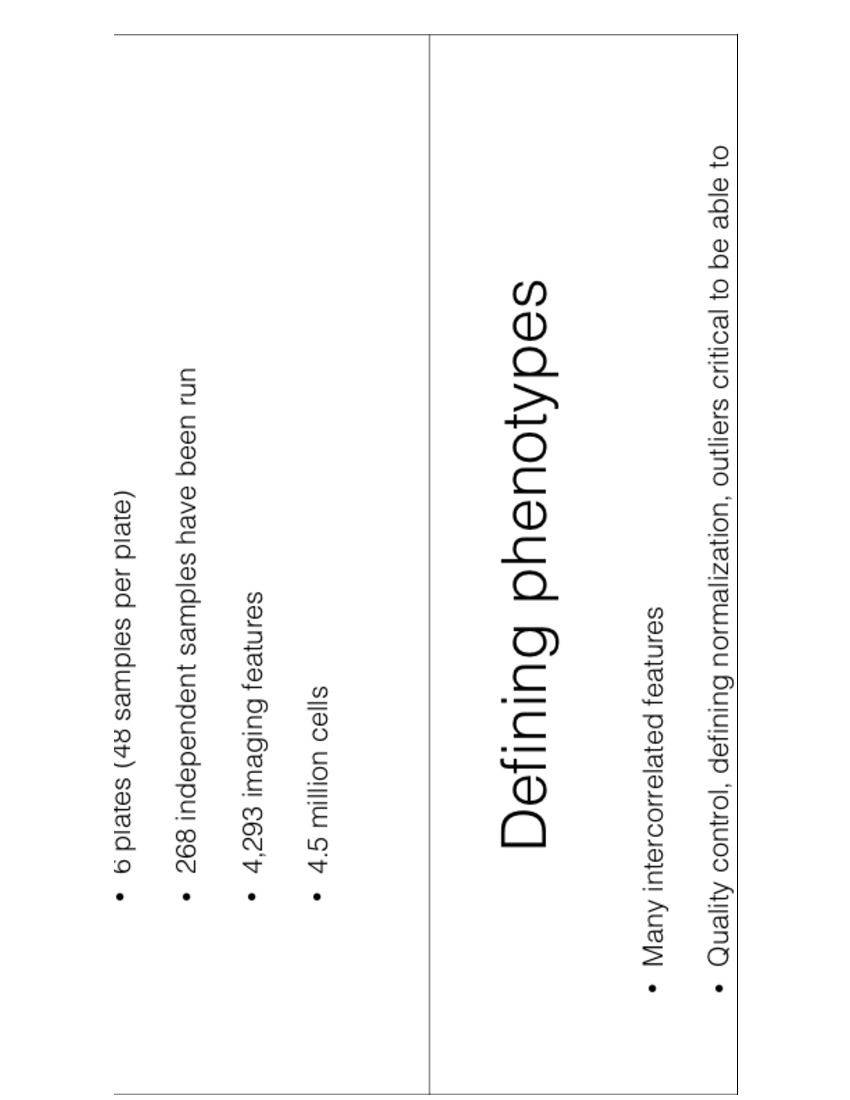 • 6 plates (48 samples per plate)
• 268 independent samples have been run
• 4,293 imaging features
• 4.5 million cells
Defining phenotypes
• Many intercorrelated features
• Quality control, defining normalization, outliers critical to be able to